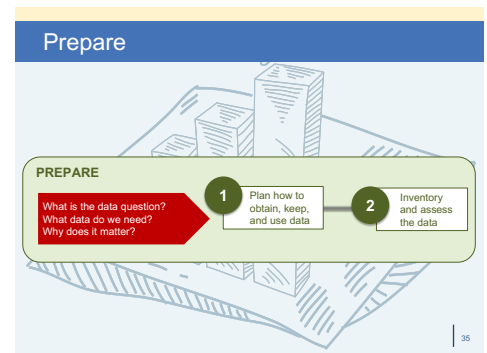 Prepare
PREPARE
What is the data question?
What data do we need?
Why does it matter?
1
Plan how to
obtain, keep,
and use data
2
Inventory
and assess
the data
35